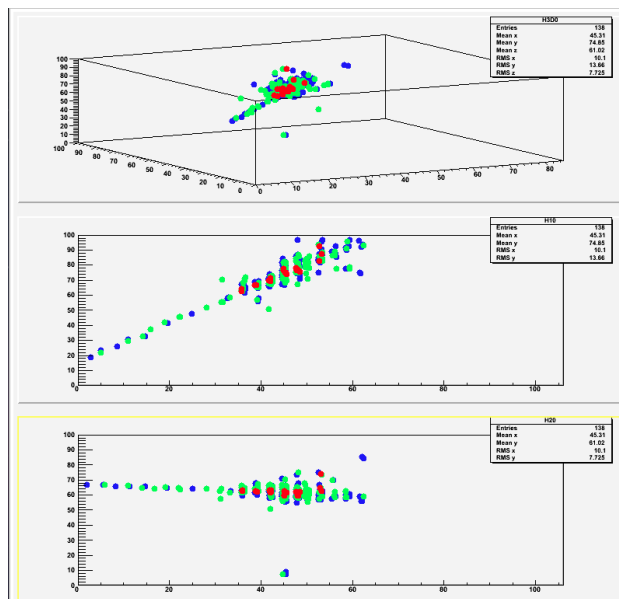 H3D0
Entries 138
Mean x 45.31
Mean y 74.85
Mean z 61.02
RMS x 10.1
RMS y 13.66
RMS z 7.725
100
90
80
70
60
50
40
30
20
10
0
100 90 80 70 60 50 40 30 20 10 0
0 10 20 30 40 50 60 70 80
H10
Entries 138
Mean x 45.31
Mean y 74.85
RMS x 10.1
RMS y 13.66
100
90
80
70
60
50
40
30
20
10
0
0 20 40 60 80 100
H20
Entries 138
Mean x 45.31
Mean y 61.02
RMS x 10.1
RMS y 7.725
100
90
80
70
60
50
40
30
20
10
0
0 20 40 60 80 100